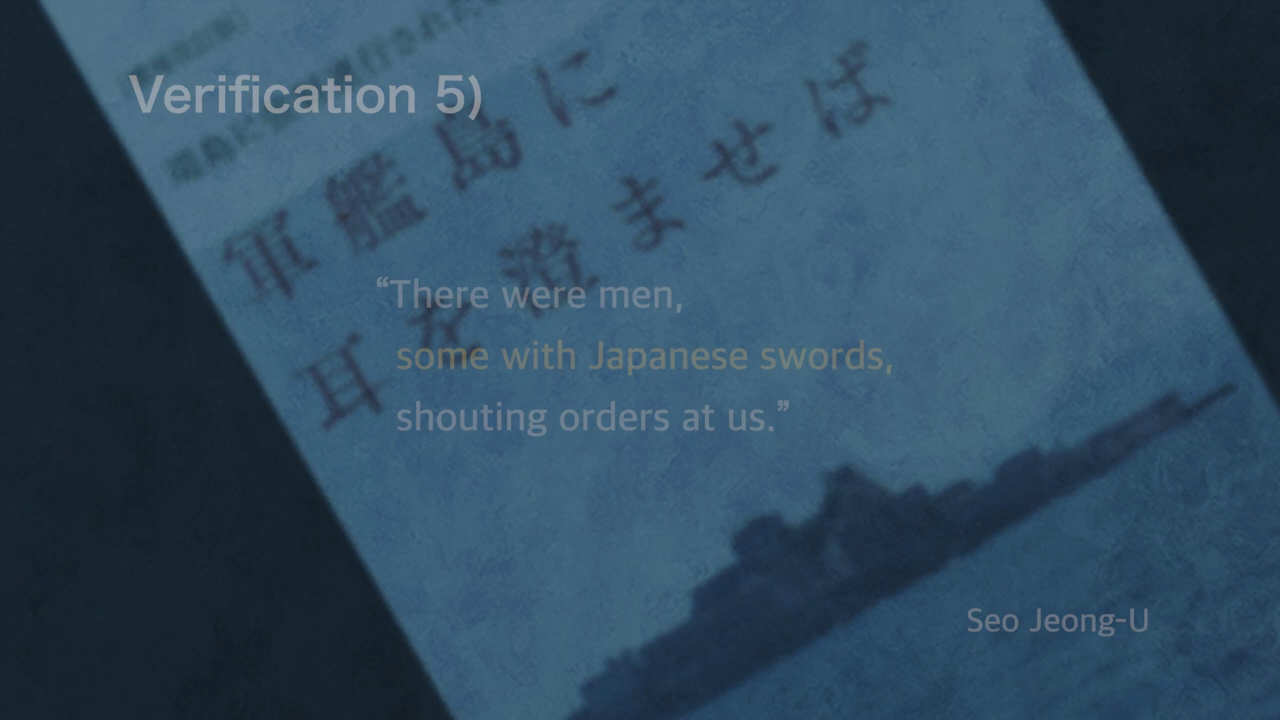 Verification 5)
軍艦島に
耳を澄ませば
“There were men,
some with Japanese swords,
shouting orders at us.”
Seo Jeong-U